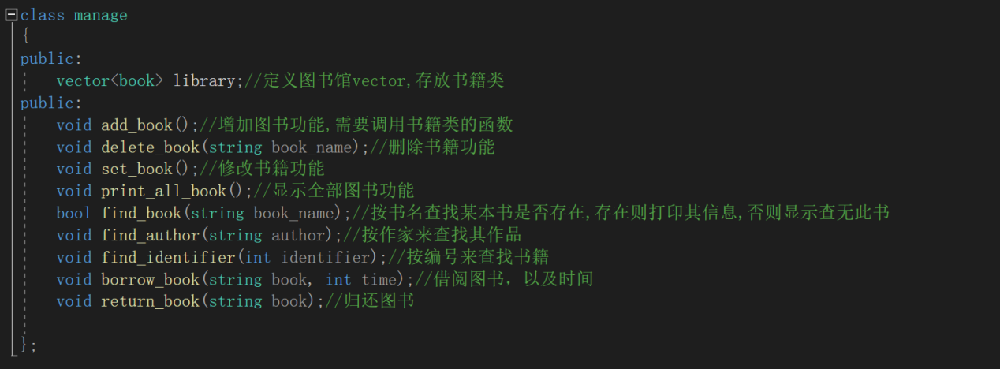 class manage
{
public:
vector<book> library;//定义图书馆vector,存放书籍类
public:
void add_book();//增加图书功能,需要调用书籍类的函数
void delete_book(string book_name);//删除书籍功能
void set_book();//修改书籍功能
void print_all_book();//显示全部图书功能
bool find_book(string book_name);//按书名查找某本书是否存在,存在则打印其信息,否则显示查无此书
void find_author(string author);//按作家来查找其作品
void find_identifier(int identifier);//按编号来查找书籍
void borrow_book(string book, int time);//借阅图书，以及时间
void return_book(string book);//归还图书
};